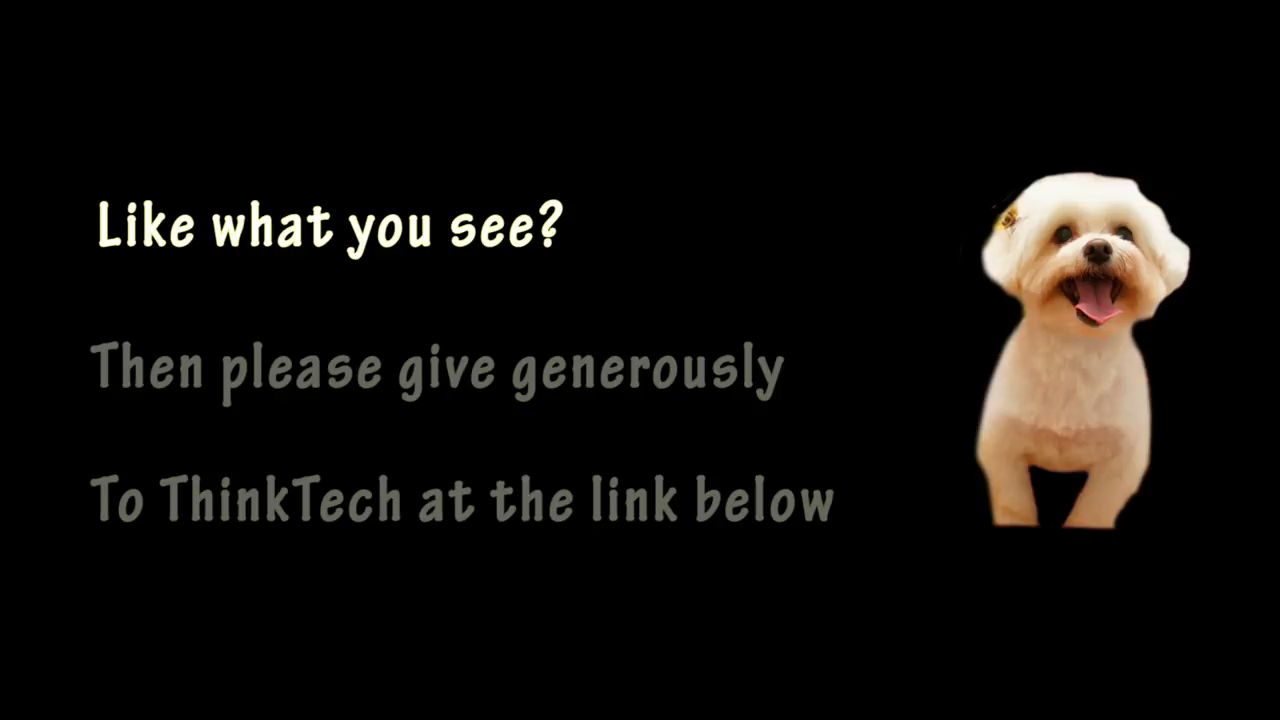 Like what you see?
Then please give generously
To ThinkTech at the link below